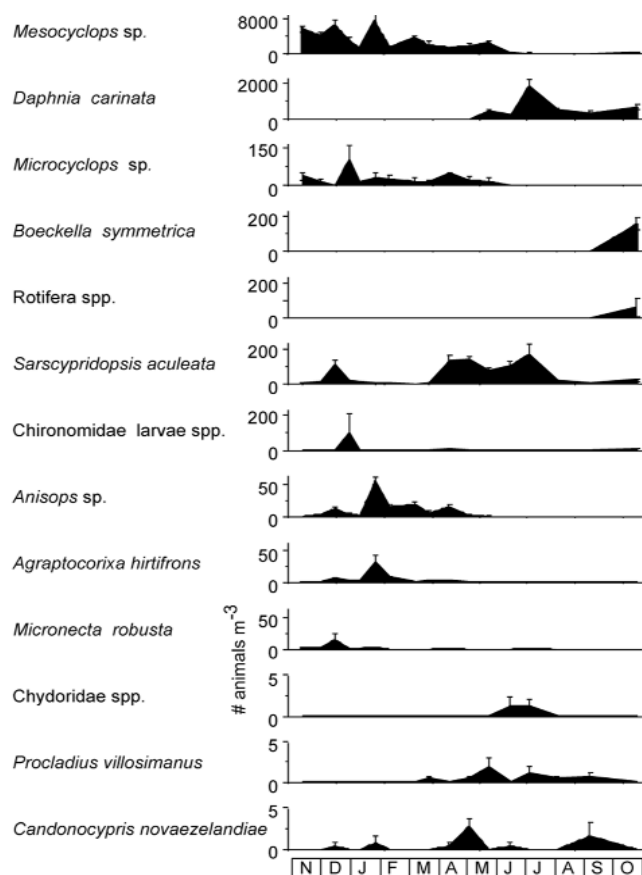 Mesocyclops sp.
8000
0
Daphnia carinata
2000
0
Microcyclops sp.
150
0
Boeckella symmetrica
200
0
Rotifera spp.
200
0
Sarscypridopsis aculeata
200
0
Chironomidae larvae spp.
200
0
Anisops sp.
50
0
Agraptocorixa hirtifrons
50
0
Micronecta robusta
50
0
# animals m-3
Chydoridae spp.
5
0
Procladius villosimanus
5
0
Candonocypris novaezelandiae
5
0
N D J F M A M J J A S O